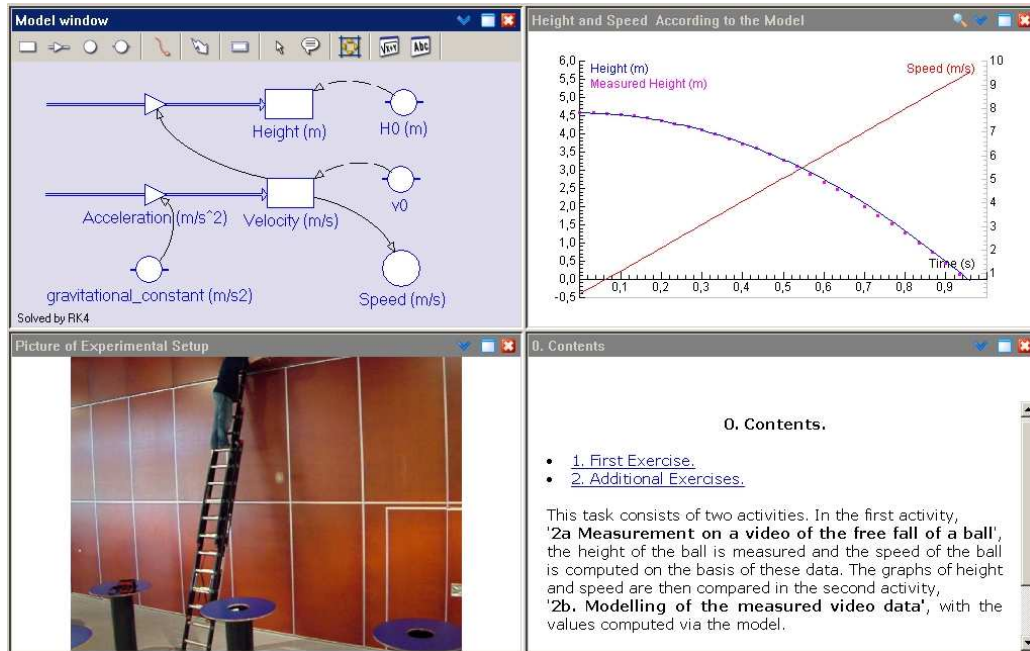 Model window
√x+y
Abc
Height (m)
H0 (m)
Acceleration (m/s^2)
Velocity (m/s)
v0
gravitational_constant (m/s2)
Speed (m/s)
Solved by RK4
Height and Speed According to the Model
6,0
5,5
5,0
4,5
4,0
3,5
3,0
2,5
2,0
1,5
1,0
0,5
0,0
-0,5
Height (m)
Measured Height (m)
Speed (m/s)
10
9
8
7
6
5
4
3
2
1
Time (s)
0,1 0,2 0,3 0,4 0,5 0,6 0,7 0,8 0,9
Picture of Experimental Setup
0. Contents
0. Contents.
1. First Exercise.
2. Additional Exercises.
This task consists of two activities. In the first activity,
'2a Measurement on a video of the free fall of a ball',
the height of the ball is measured and the speed of the ball
is computed on the basis of these data. The graphs of height
and speed are then compared in the second activity,
'2b. Modelling of the measured video data', with the
values computed via the model.